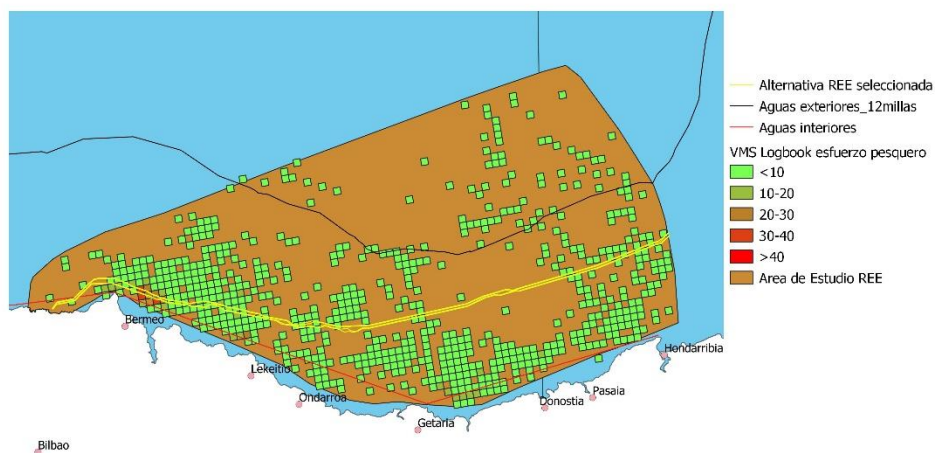 Alternativa REE seleccionada
Aguas exteriores_12millas
Aguas interiores
VMS Logbook esfuerzo pesquero
<10
10-20
20-30
30-40
>40
Area de Estudio REE
Bermeo
Lekeitio
Ondarroa
Getaria
Donostia
Pasaia
Hondarribia
Bilbao